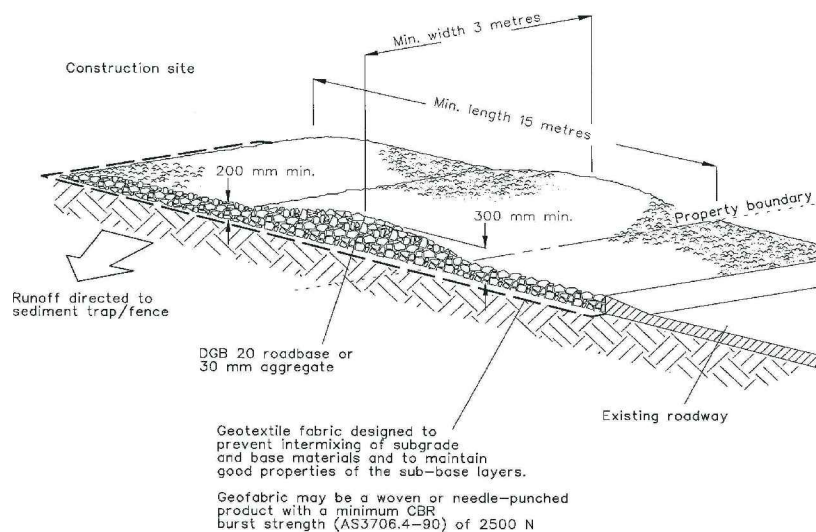 Min. width 3 metres
Construction site
Min. length 15 metres
200 mm min.
300 mm min.
Property boundary
Runoff directed to
sediment trap/fence
DGB 20 roadbase or
30 mm aggregate
Existing roadway
Geotextile fabric designed to
prevent intermixing of subgrade
and base materials and to maintain
good properties of the sub-base layers.
Geofabric may be a woven or needle-punched
product with a minimum CBR
burst strength (AS3706.4-90) of 2500 N